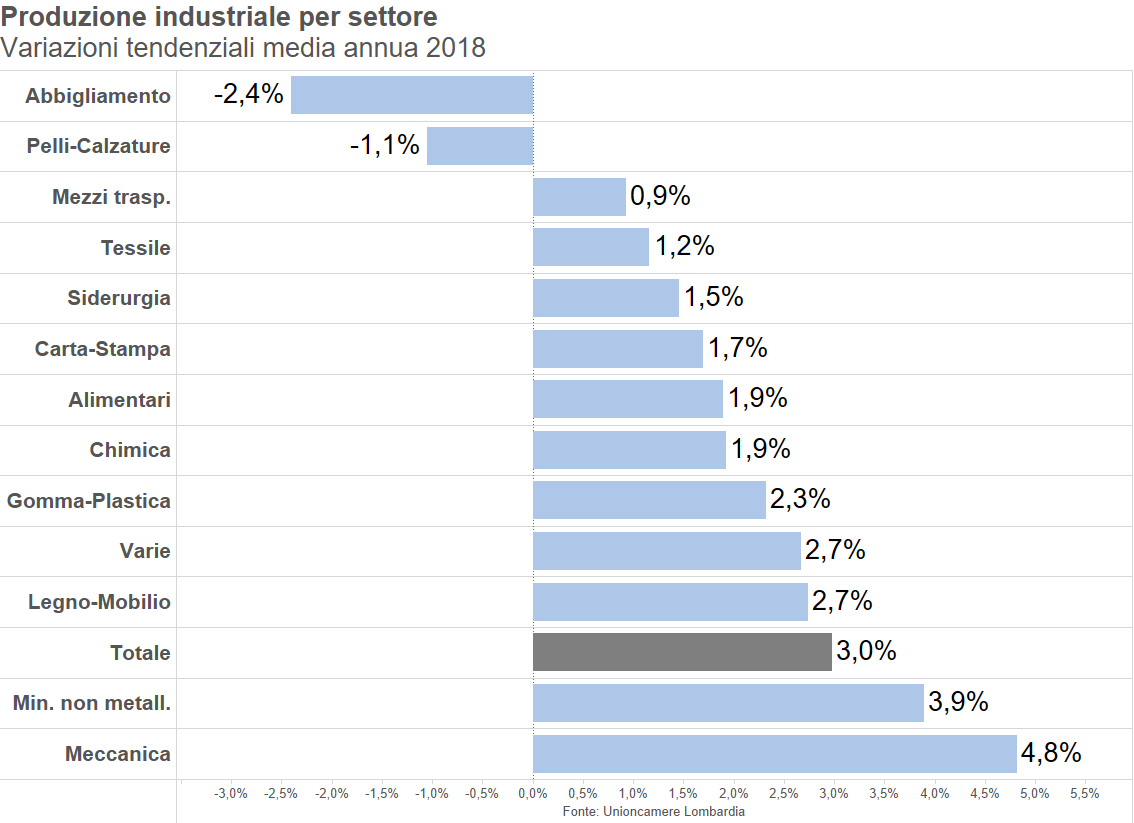 Produzione industriale per settore
Variazioni tendenziali media annua 2018
Abbigliamento -2,4%
Pelli-Calzature -1,1%
Mezzi trasp. 0,9%
Tessile 1,2%
Siderurgia 1,5%
Carta-Stampa 1,7%
Alimentari 1,9%
Chimica 1,9%
Gomma-Plastica 2,3%
Varie 2,7%
Legno-Mobilio 2,7%
Totale 3,0%
Min. non metall. 3,9%
Meccanica 4,8%
-3,0% -2,5% -2,0% -1,5% -1,0% -0,5% 0,0% 0,5% 1,0% 1,5% 2,0% 2,5% 3,0% 3,5% 4,0% 4,5% 5,0% 5,5%
Fonte: Unioncamere Lombardia